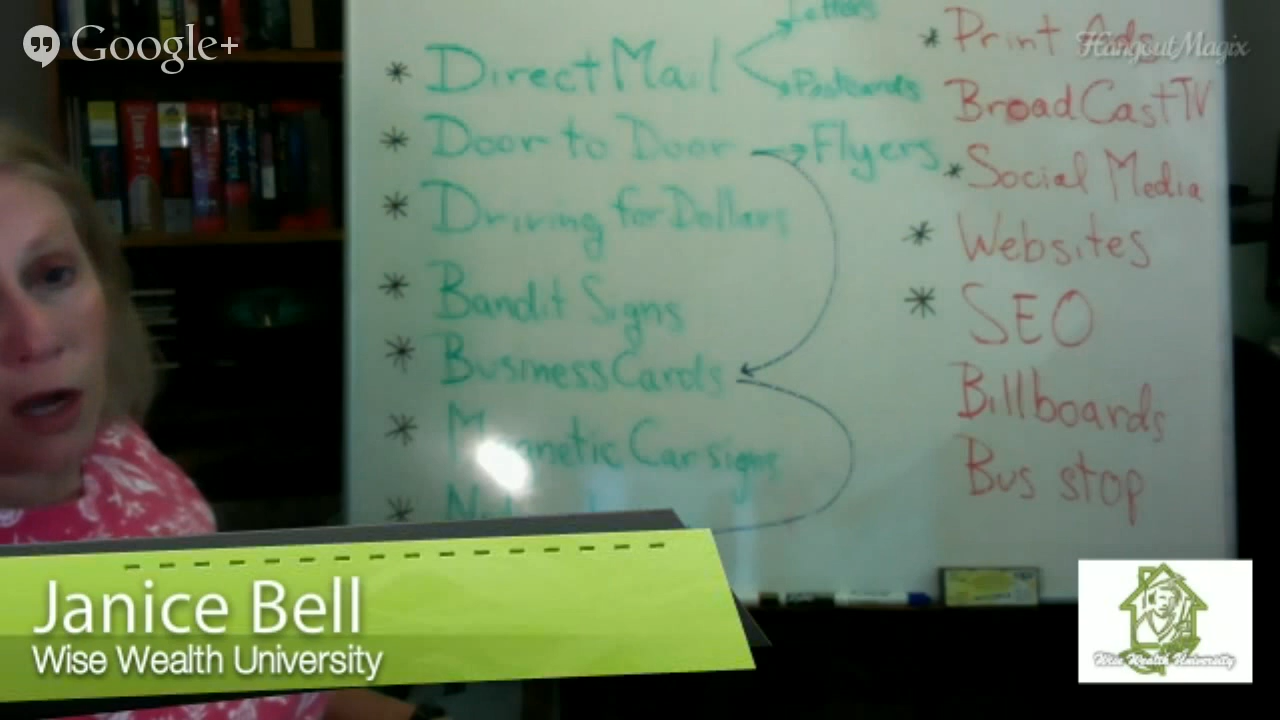 Google+
HangoutMagix
Letters
* Direct Mail
Postcards
* Door to Door
Flyers
* Driving for Dollars
* Bandit Signs
* Business Cards
* Magnetic Car signs
*
* Print Ads
BroadCast TV
* Social Media
* Websites
* SEO
Billboards
Bus stop
Janice Bell
Wise Wealth University
Wise Wealth University